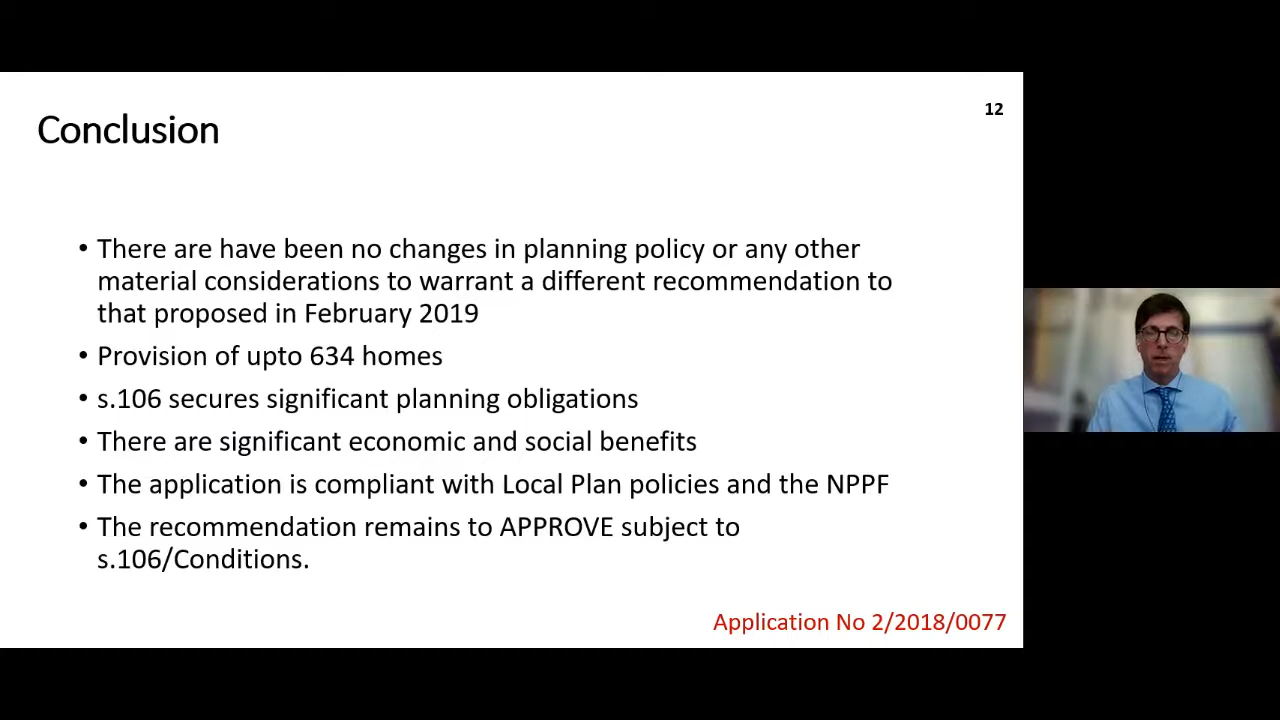 12
Conclusion
• There are have been no changes in planning policy or any other
material considerations to warrant a different recommendation to
that proposed in February 2019
• Provision of upto 634 homes
• s.106 secures significant planning obligations
• There are significant economic and social benefits
• The application is compliant with Local Plan policies and the NPPF
• The recommendation remains to APPROVE subject to
s.106/Conditions.
Application No 2/2018/0077